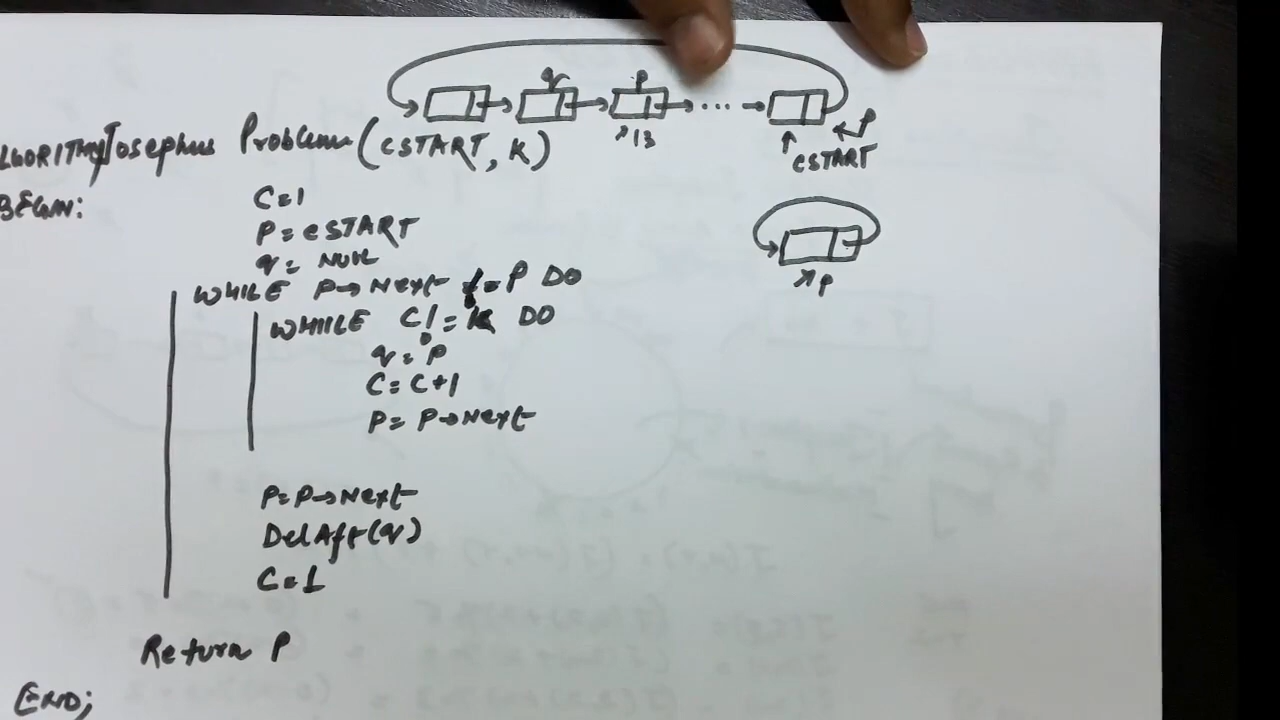 q P
13 P
cSTART
ALGORITHM Josephus Problem (cSTART, K)
BEGIN:
C=1
P = cSTART
q = NULL
WHILE P→Next != P DO
WHILE C != K DO
q = P
C = C+1
P = P→Next
P = P→Next
DelAft(q)
C = 1
Return P
END;
P